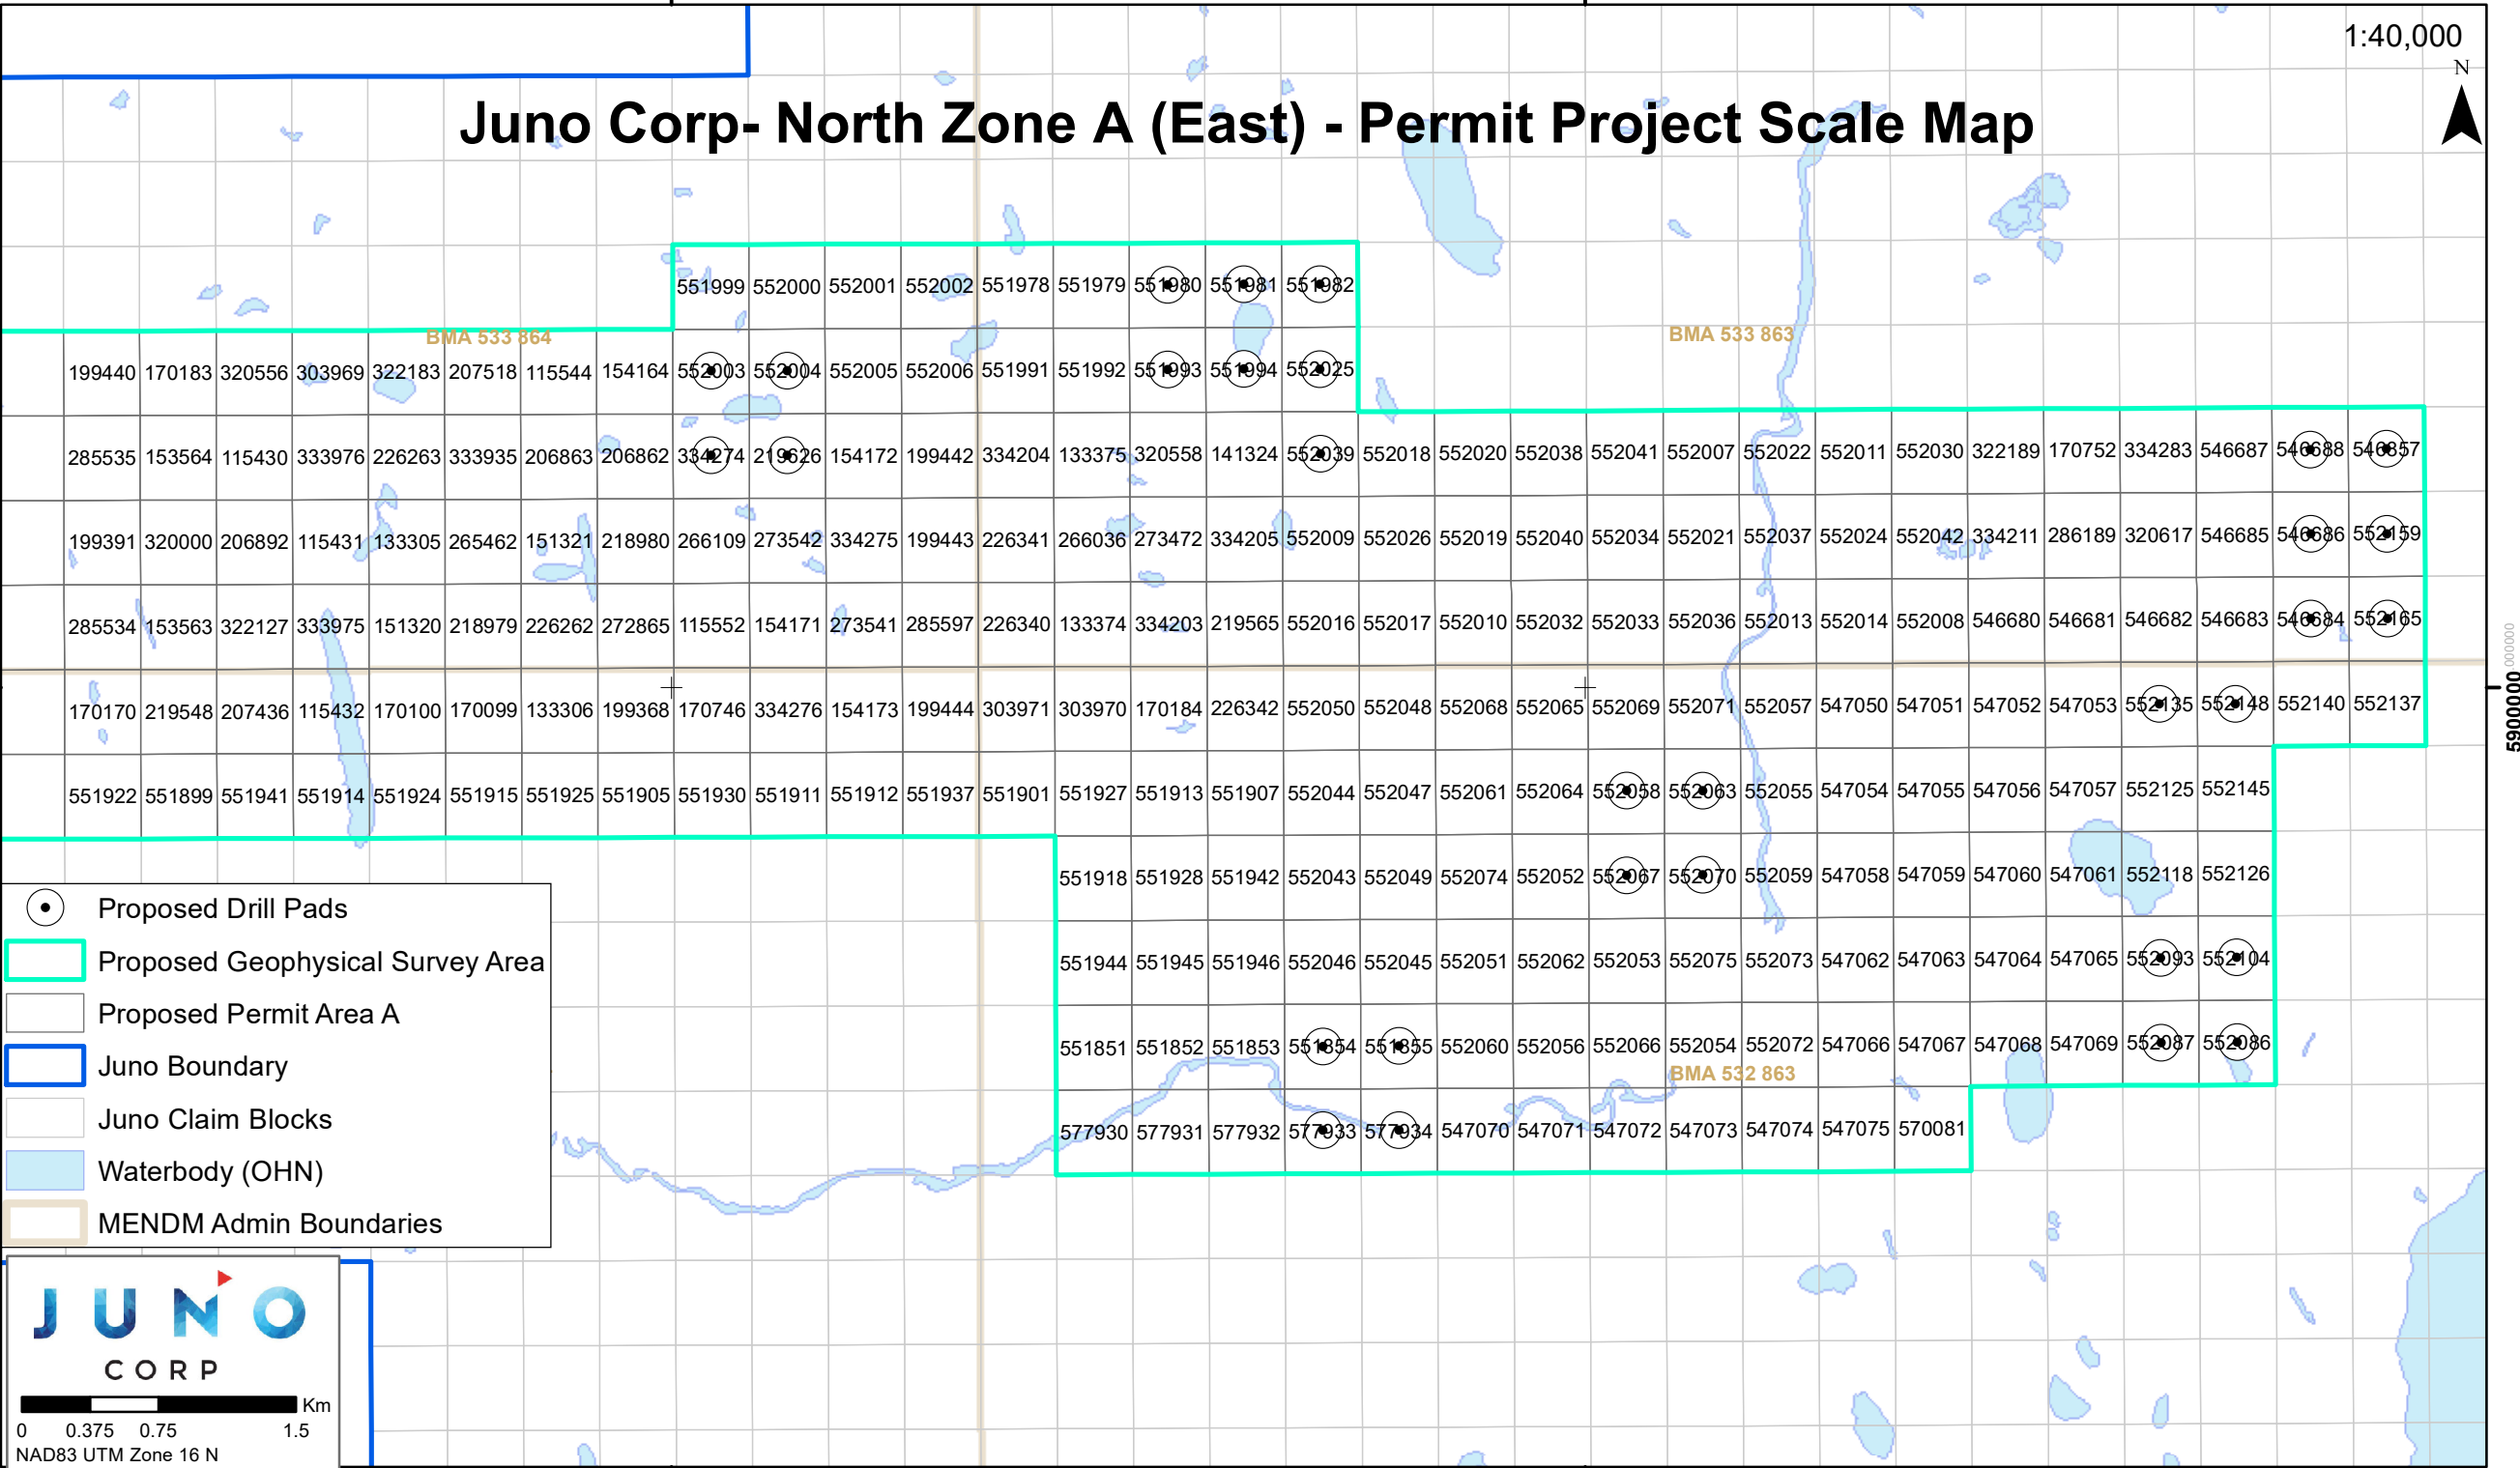 1:40,000
N
Juno Corp- North Zone A (East) - Permit Project Scale Map
551999 552000 552001 552002 551978 551979 551980 551981 551982
BMA 533 864
BMA 533 863
199440 170183 320556 303969 322183 207518 115544 154164 552003 552004 552005 552006 551991 551992 551993 551994 552025
285535 153564 115430 333976 226263 333935 206863 206862 334274 219626 154172 199442 334204 133375 320558 141324 552039 552018 552020 552038 552041 552007 552022 552011 552030 322189 170752 334283 546687 546688 546857
199391 320000 206892 115431 133305 265462 151321 218980 266109 273542 334275 199443 226341 266036 273472 334205 552009 552026 552019 552040 552034 552021 552037 552024 552042 334211 286189 320617 546685 546686 552159
285534 153563 322127 333975 151320 218979 226262 272865 115552 154171 273541 285597 226340 133374 334203 219565 552016 552017 552010 552032 552033 552036 552013 552014 552008 546680 546681 546682 546683 546684 552165
170170 219548 207436 115432 170100 170099 133306 199368 170746 334276 154173 199444 303971 303970 170184 226342 552050 552048 552068 552065 552069 552071 552057 547050 547051 547052 547053 552135 552148 552140 552137
5900000.000000
551922 551899 551941 551914 551924 551915 551925 551905 551930 551911 551912 551937 551901 551927 551913 551907 552044 552047 552061 552064 552058 552063 552055 547054 547055 547056 547057 552125 552145
551918 551928 551942 552043 552049 552074 552052 552067 552070 552059 547058 547059 547060 547061 552118 552126
551944 551945 551946 552046 552045 552051 552062 552053 552075 552073 547062 547063 547064 547065 552093 552104
551851 551852 551853 551854 551855 552060 552056 552066 552054 552072 547066 547067 547068 547069 552087 552086
BMA 532 863
577930 577931 577932 577933 577934 547070 547071 547072 547073 547074 547075 570081
Proposed Drill Pads
Proposed Geophysical Survey Area
Proposed Permit Area A
Juno Boundary
Juno Claim Blocks
Waterbody (OHN)
MENDM Admin Boundaries
JUNO
CORP
Km
0 0.375 0.75 1.5
NAD83 UTM Zone 16 N